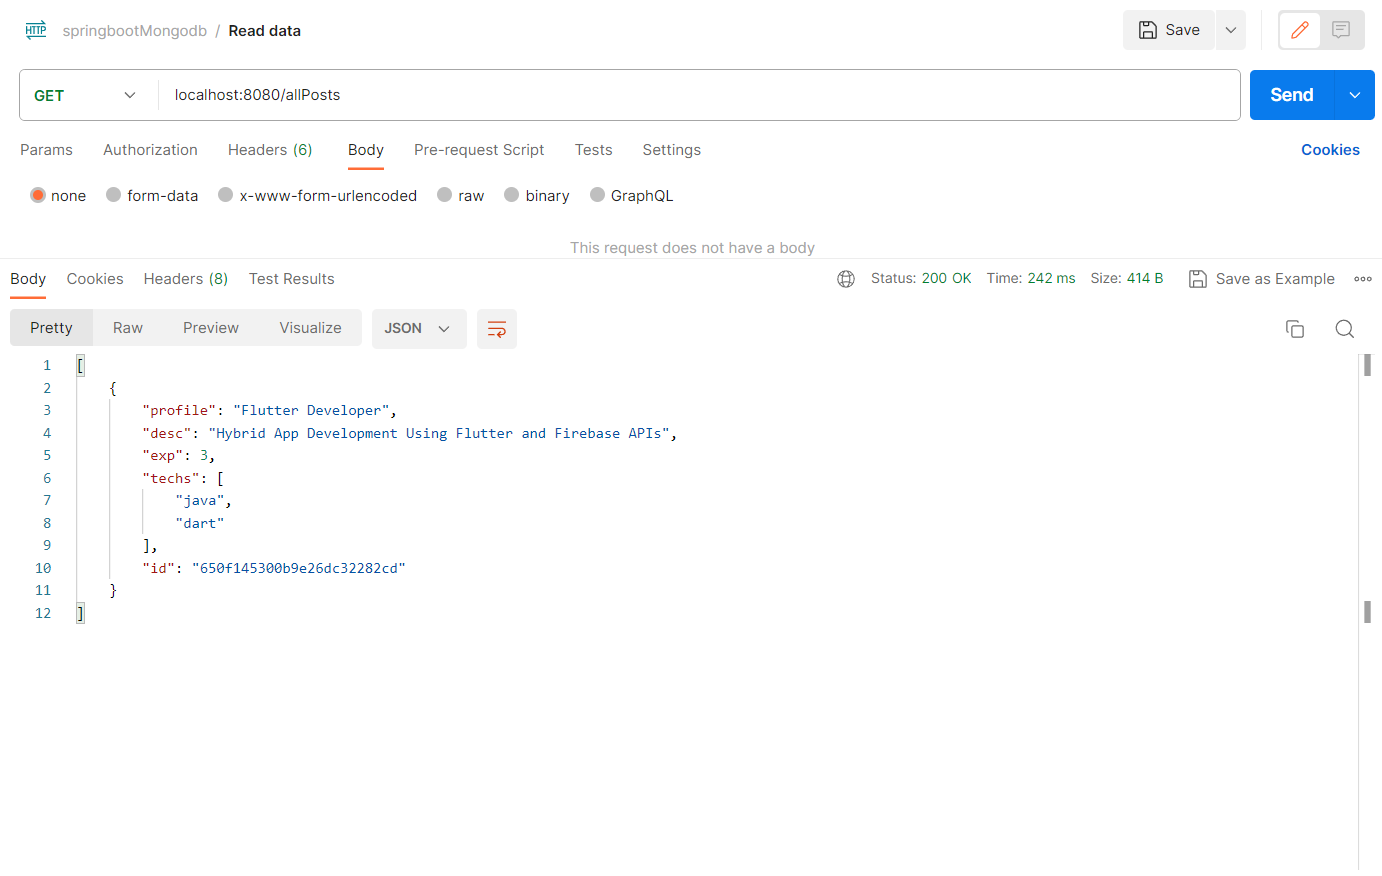 HTTP springbootMongodb / Read data Save
GET localhost:8080/allPosts Send
Params Authorization Headers (6) Body Pre-request Script Tests Settings Cookies
none form-data x-www-form-urlencoded raw binary GraphQL
This request does not have a body
Body Cookies Headers (8) Test Results Status: 200 OK Time: 242 ms Size: 414 B Save as Example
Pretty Raw Preview Visualize JSON
1 [
2 {
3 "profile": "Flutter Developer",
4 "desc": "Hybrid App Development Using Flutter and Firebase APIs",
5 "exp": 3,
6 "techs": [
7 "java",
8 "dart"
9 ],
10 "id": "650f145300b9e26dc32282cd"
11 }
12 ]